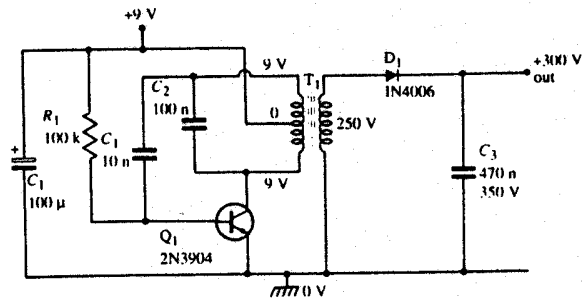 +9 V
C2
100 n
9 V
T1
D1
1N4006
+300 V
out
R1
100 k
C1
10 n
0
250 V
+
C1
100 µ
C3
470 n
350 V
9 V
Q1
2N3904
0 V